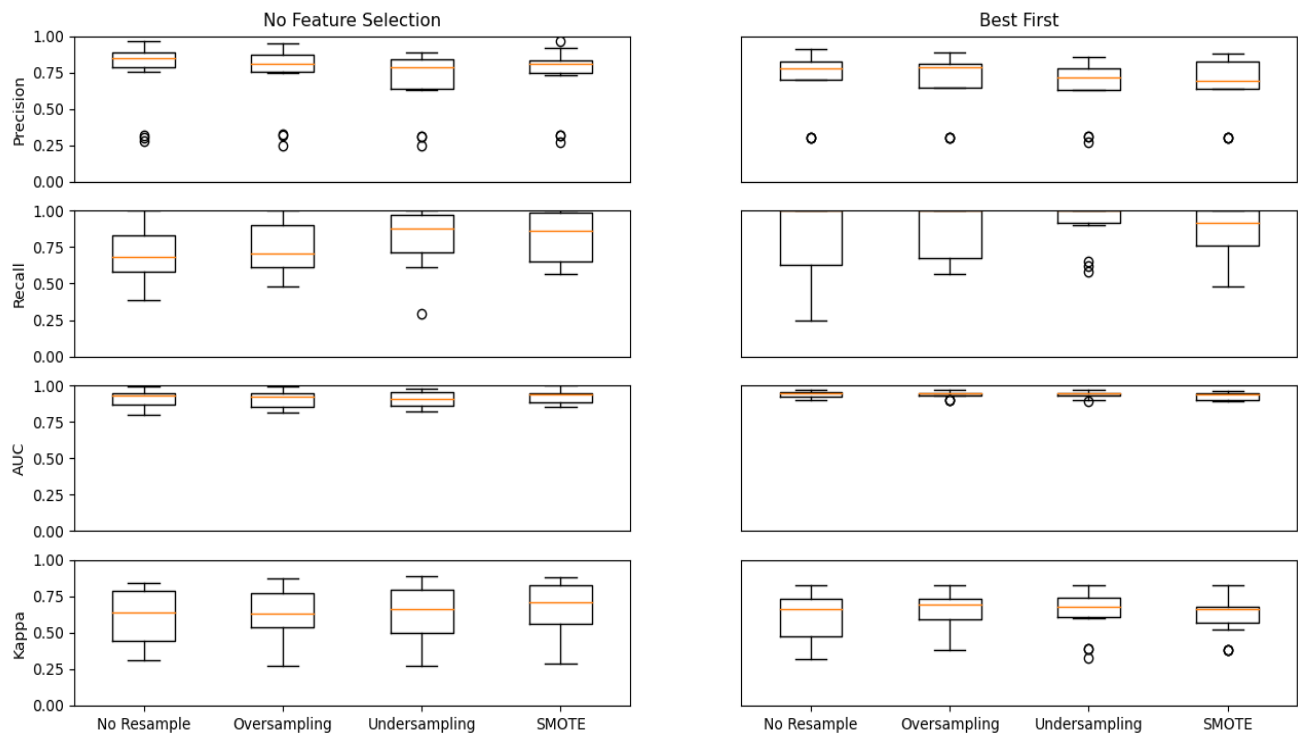 No Feature Selection
Best First
1.00
0.75
0.50
0.25
0.00
Precision
1.00
0.75
0.50
0.25
0.00
Recall
1.00
0.75
0.50
0.25
0.00
AUC
1.00
0.75
0.50
0.25
0.00
Kappa
No Resample
Oversampling
Undersampling
SMOTE
No Resample
Oversampling
Undersampling
SMOTE